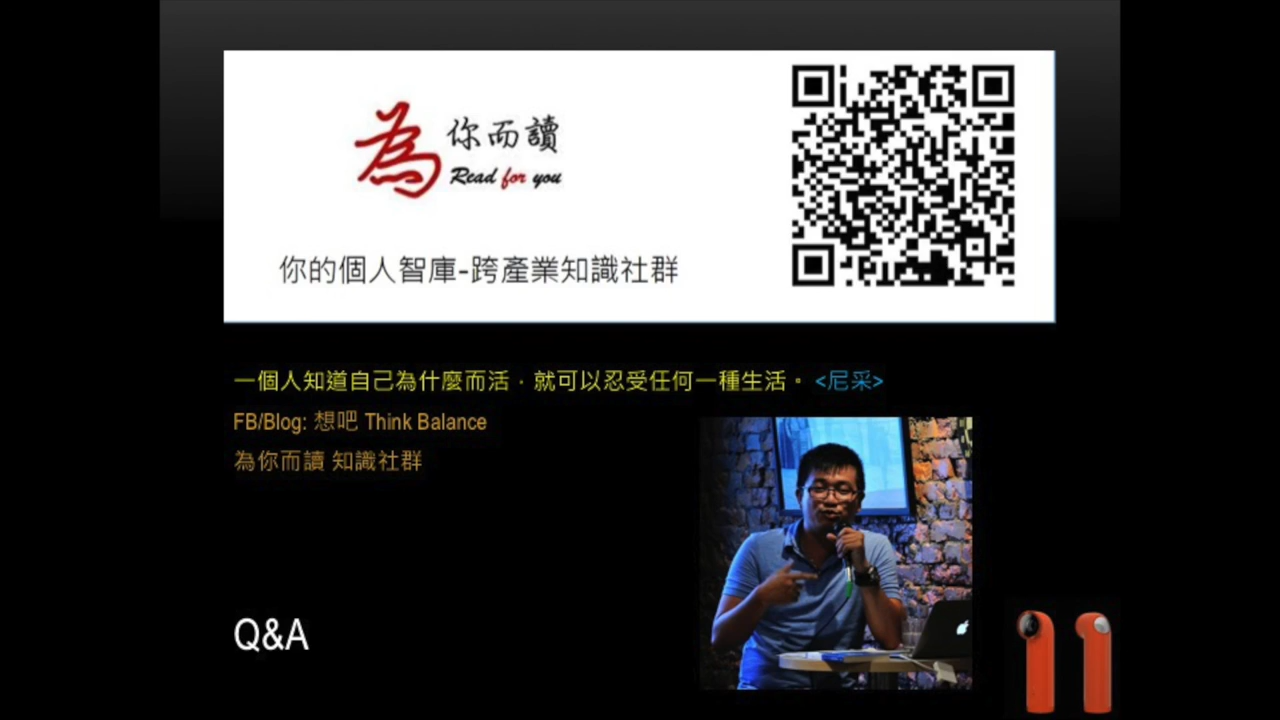 為你而讀
Read for you
你的個人智庫-跨產業知識社群
一個人知道自己為什麼而活，就可以忍受任何一種生活。<尼采>
FB/Blog: 想吧 Think Balance
為你而讀 知識社群
Q&A